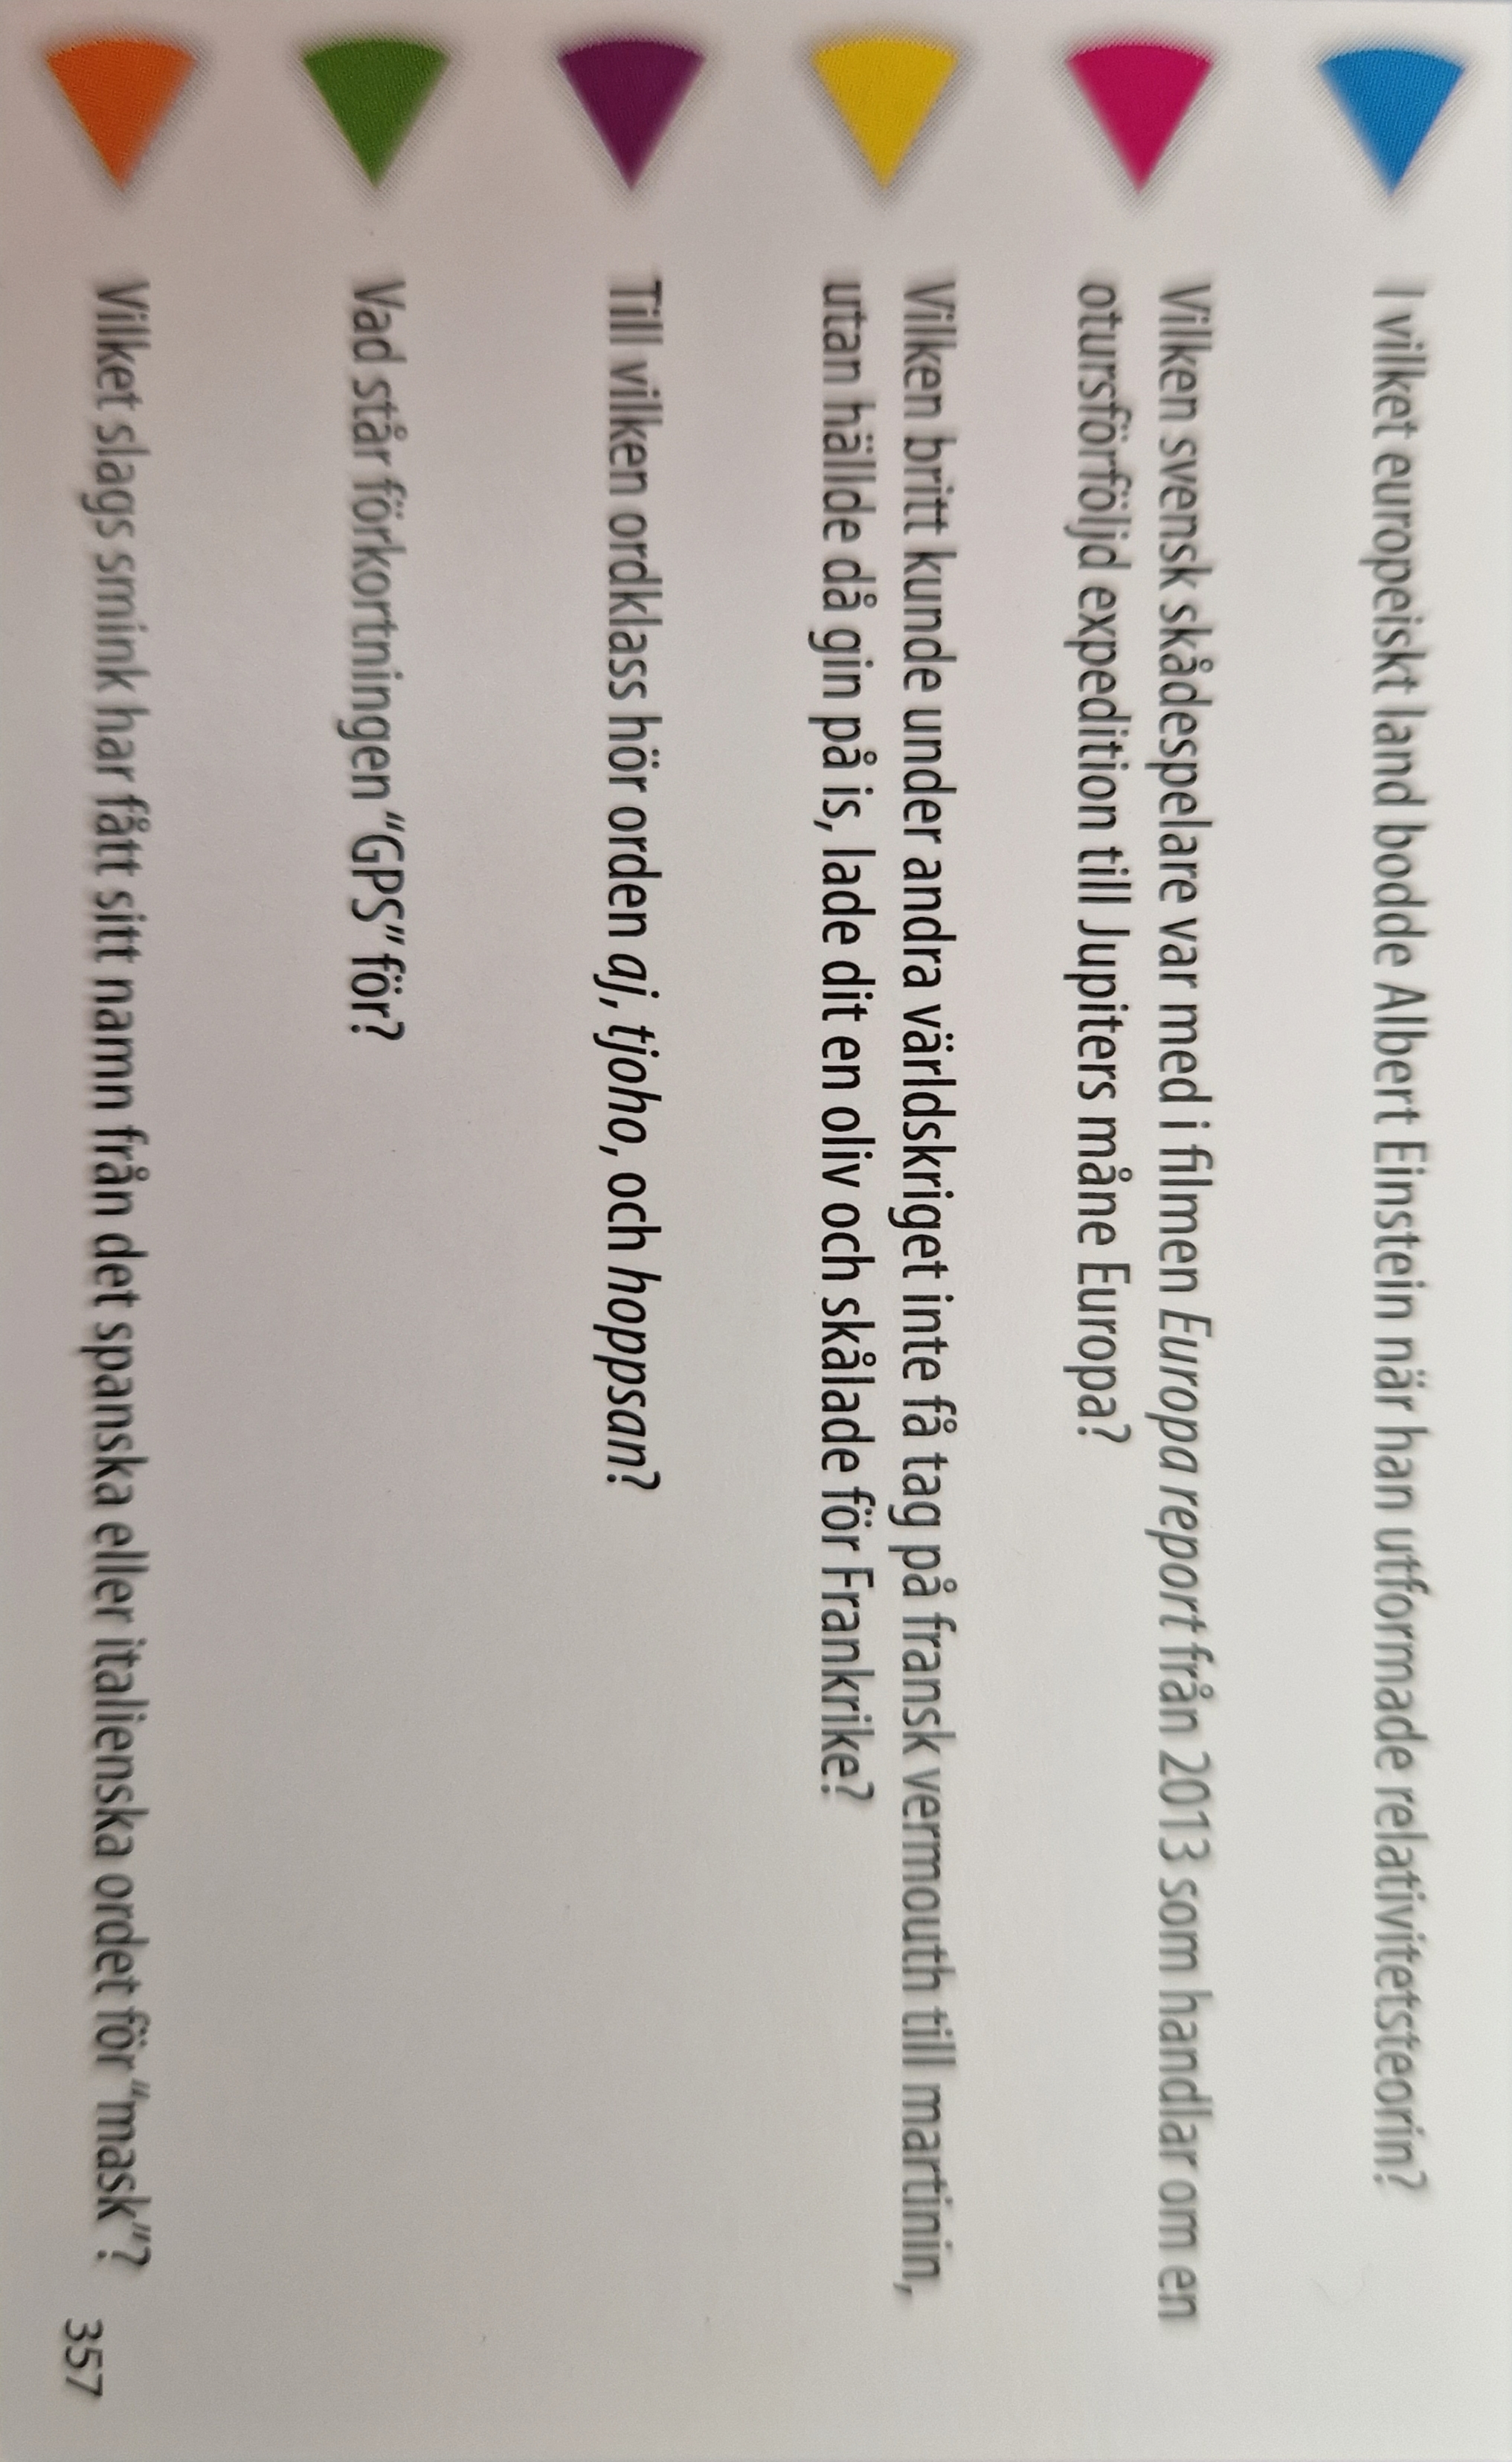 I vilket europeiskt land bodde Albert Einstein när han utformade relativitetsteorin?
Vilken svensk skådespelare var med i filmen Europa report från 2013 som handlar om en
otursförföljd expedition till Jupiters måne Europa?
Vilken britt kunde under andra världskriget inte få tag på fransk vermouth till martinin,
utan hällde då gin på is, lade dit en oliv och skålade för Frankrike?
Till vilken ordklass hör orden aj, tjoho, och hoppsan?
Vad står förkortningen "GPS" för?
Vilket slags smink har fått sitt namn från det spanska eller italienska ordet för "mask"?
357